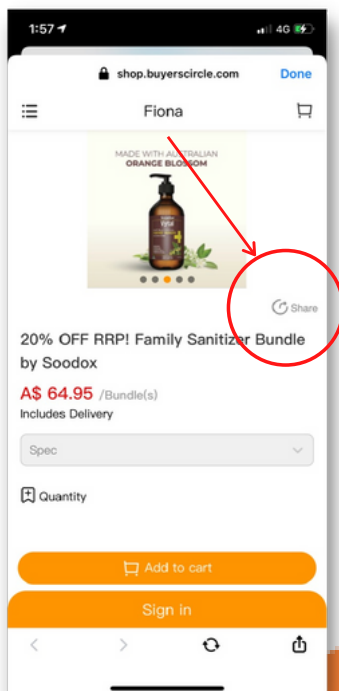 1:57
4G
shop.buyerscircle.com
Done
Fiona
MADE WITH AUSTRALIAN
ORANGE BLOSSOM
Share
20% OFF RRP! Family Sanitizer Bundle
by Soodox
A$ 64.95 /Bundle(s)
Includes Delivery
Spec
Quantity
Add to cart
Sign in